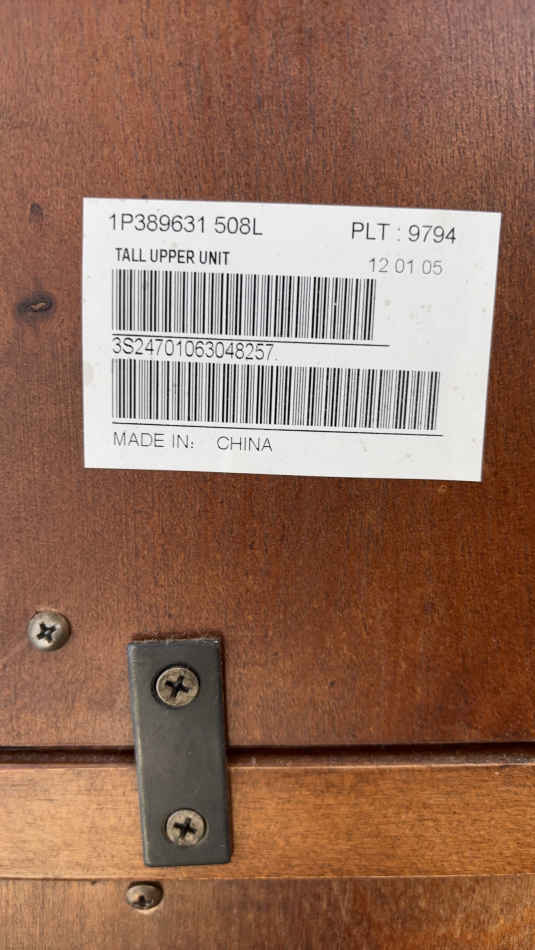 1P389631 508L PLT : 9794
TALL UPPER UNIT 12 01 05
3S24701063048257.
MADE IN: CHINA